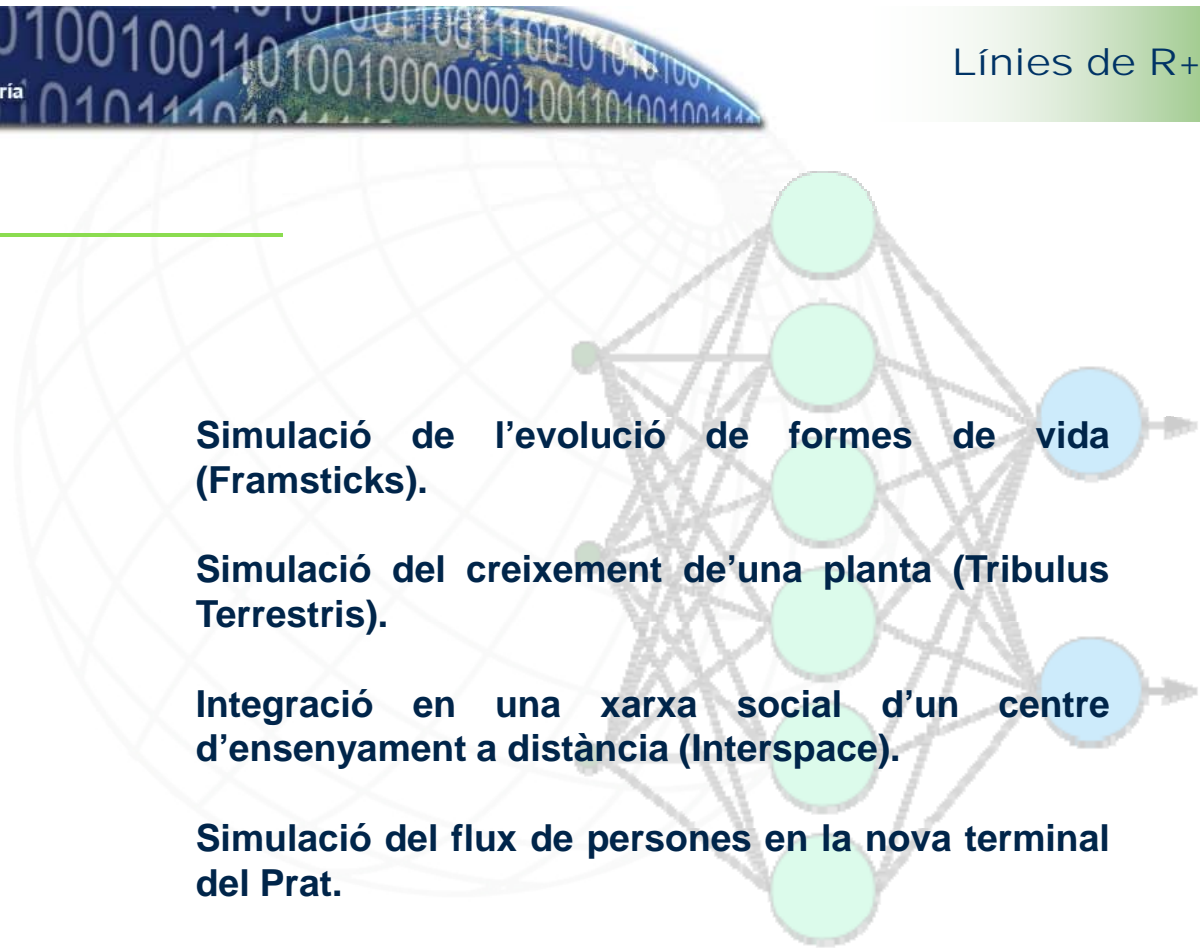 Línies de R+
ría
Simulació de l’evolució de formes de vida
(Framsticks).
Simulació del creixement de’una planta (Tribulus
Terrestris).
Integració en una xarxa social d’un centre
d’ensenyament a distància (Interspace).
Simulació del flux de persones en la nova terminal
del Prat.